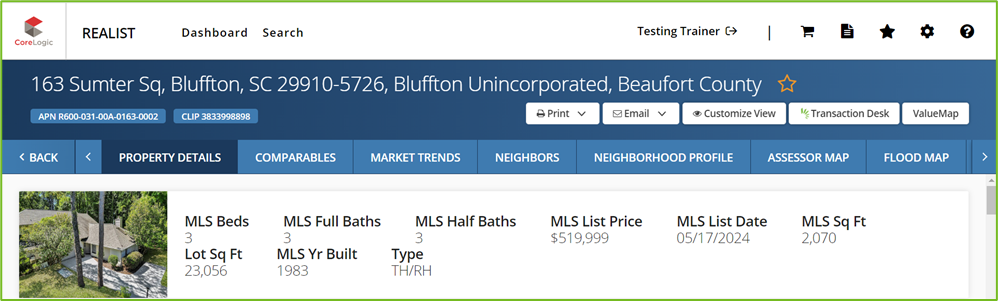 CoreLogic
REALIST Dashboard Search Testing Trainer |
163 Sumter Sq, Bluffton, SC 29910-5726, Bluffton Unincorporated, Beaufort County
APN R600-031-00A-0163-0002 CLIP 3833998898
Print Email Customize View Transaction Desk ValueMap
< BACK < PROPERTY DETAILS COMPARABLES MARKET TRENDS NEIGHBORS NEIGHBORHOOD PROFILE ASSESSOR MAP FLOOD MAP >
MLS Beds MLS Full Baths MLS Half Baths MLS List Price MLS List Date MLS Sq Ft
3 3 3 $519,999 05/17/2024 2,070
Lot Sq Ft MLS Yr Built Type
23,056 1983 TH/RH